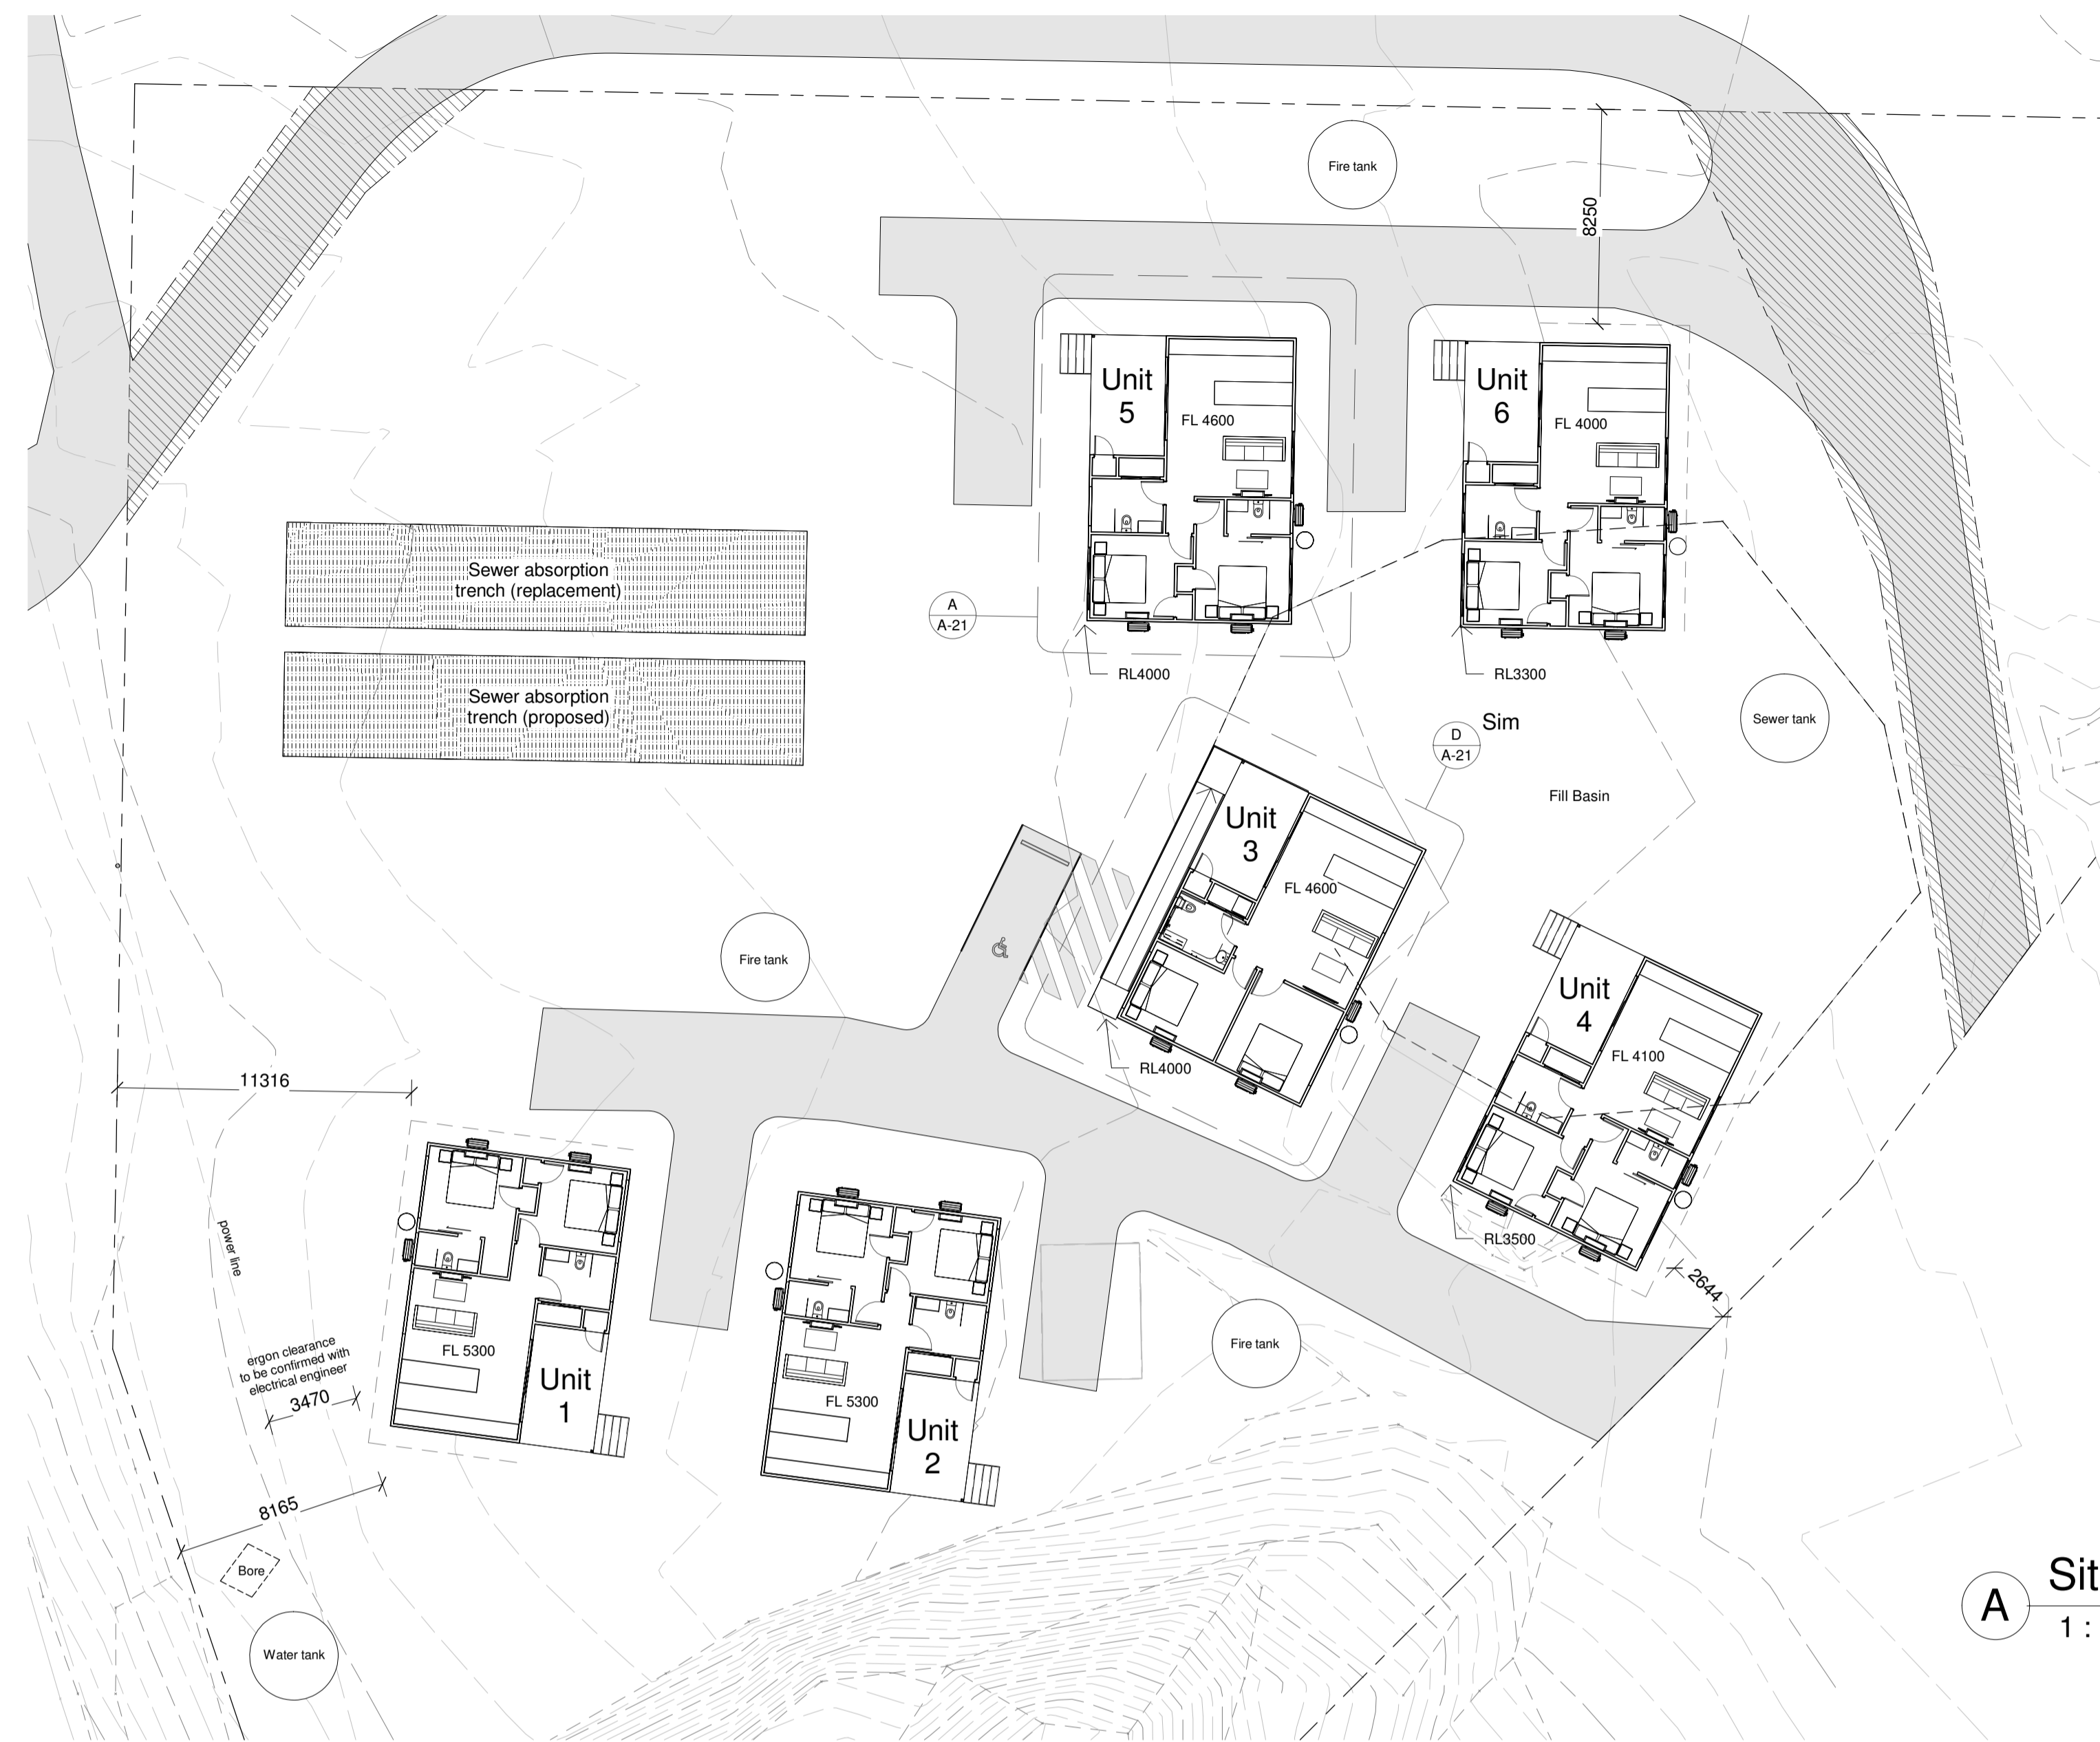 Fire tank
8250
Unit
5
FL 4600
Unit
6
FL 4000
Sewer absorption
trench (replacement)
A
A-21
RL4000
RL3300
Sewer absorption
trench (proposed)
Sim
D
A-21
Sewer tank
Fill Basin
Unit
3
FL 4600
Fire tank
Unit
4
FL 4100
RL4000
11316
RL3500
2644
power line
Fire tank
ergon clearance
to be confirmed with
electrical engineer
3470
FL 5300
Unit
1
FL 5300
Unit
2
8165
Bore
Water tank
A
Sit
1 :